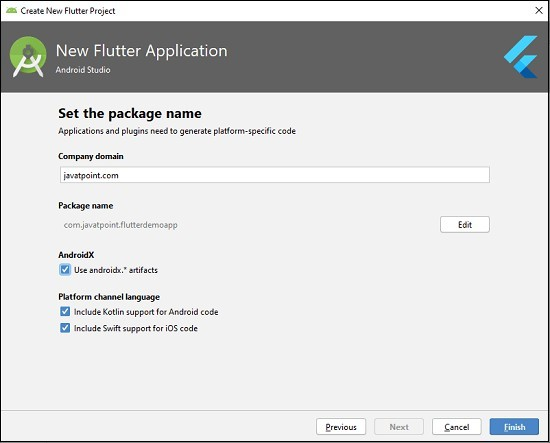 Create New Flutter Project
New Flutter Application
Android Studio
Set the package name
Applications and plugins need to generate platform-specific code
Company domain
javatpoint.com
Package name
com.javatpoint.flutterdemoapp
Edit
AndroidX
Use androidx.* artifacts
Platform channel language
Include Kotlin support for Android code
Include Swift support for iOS code
Previous
Next
Cancel
Finish